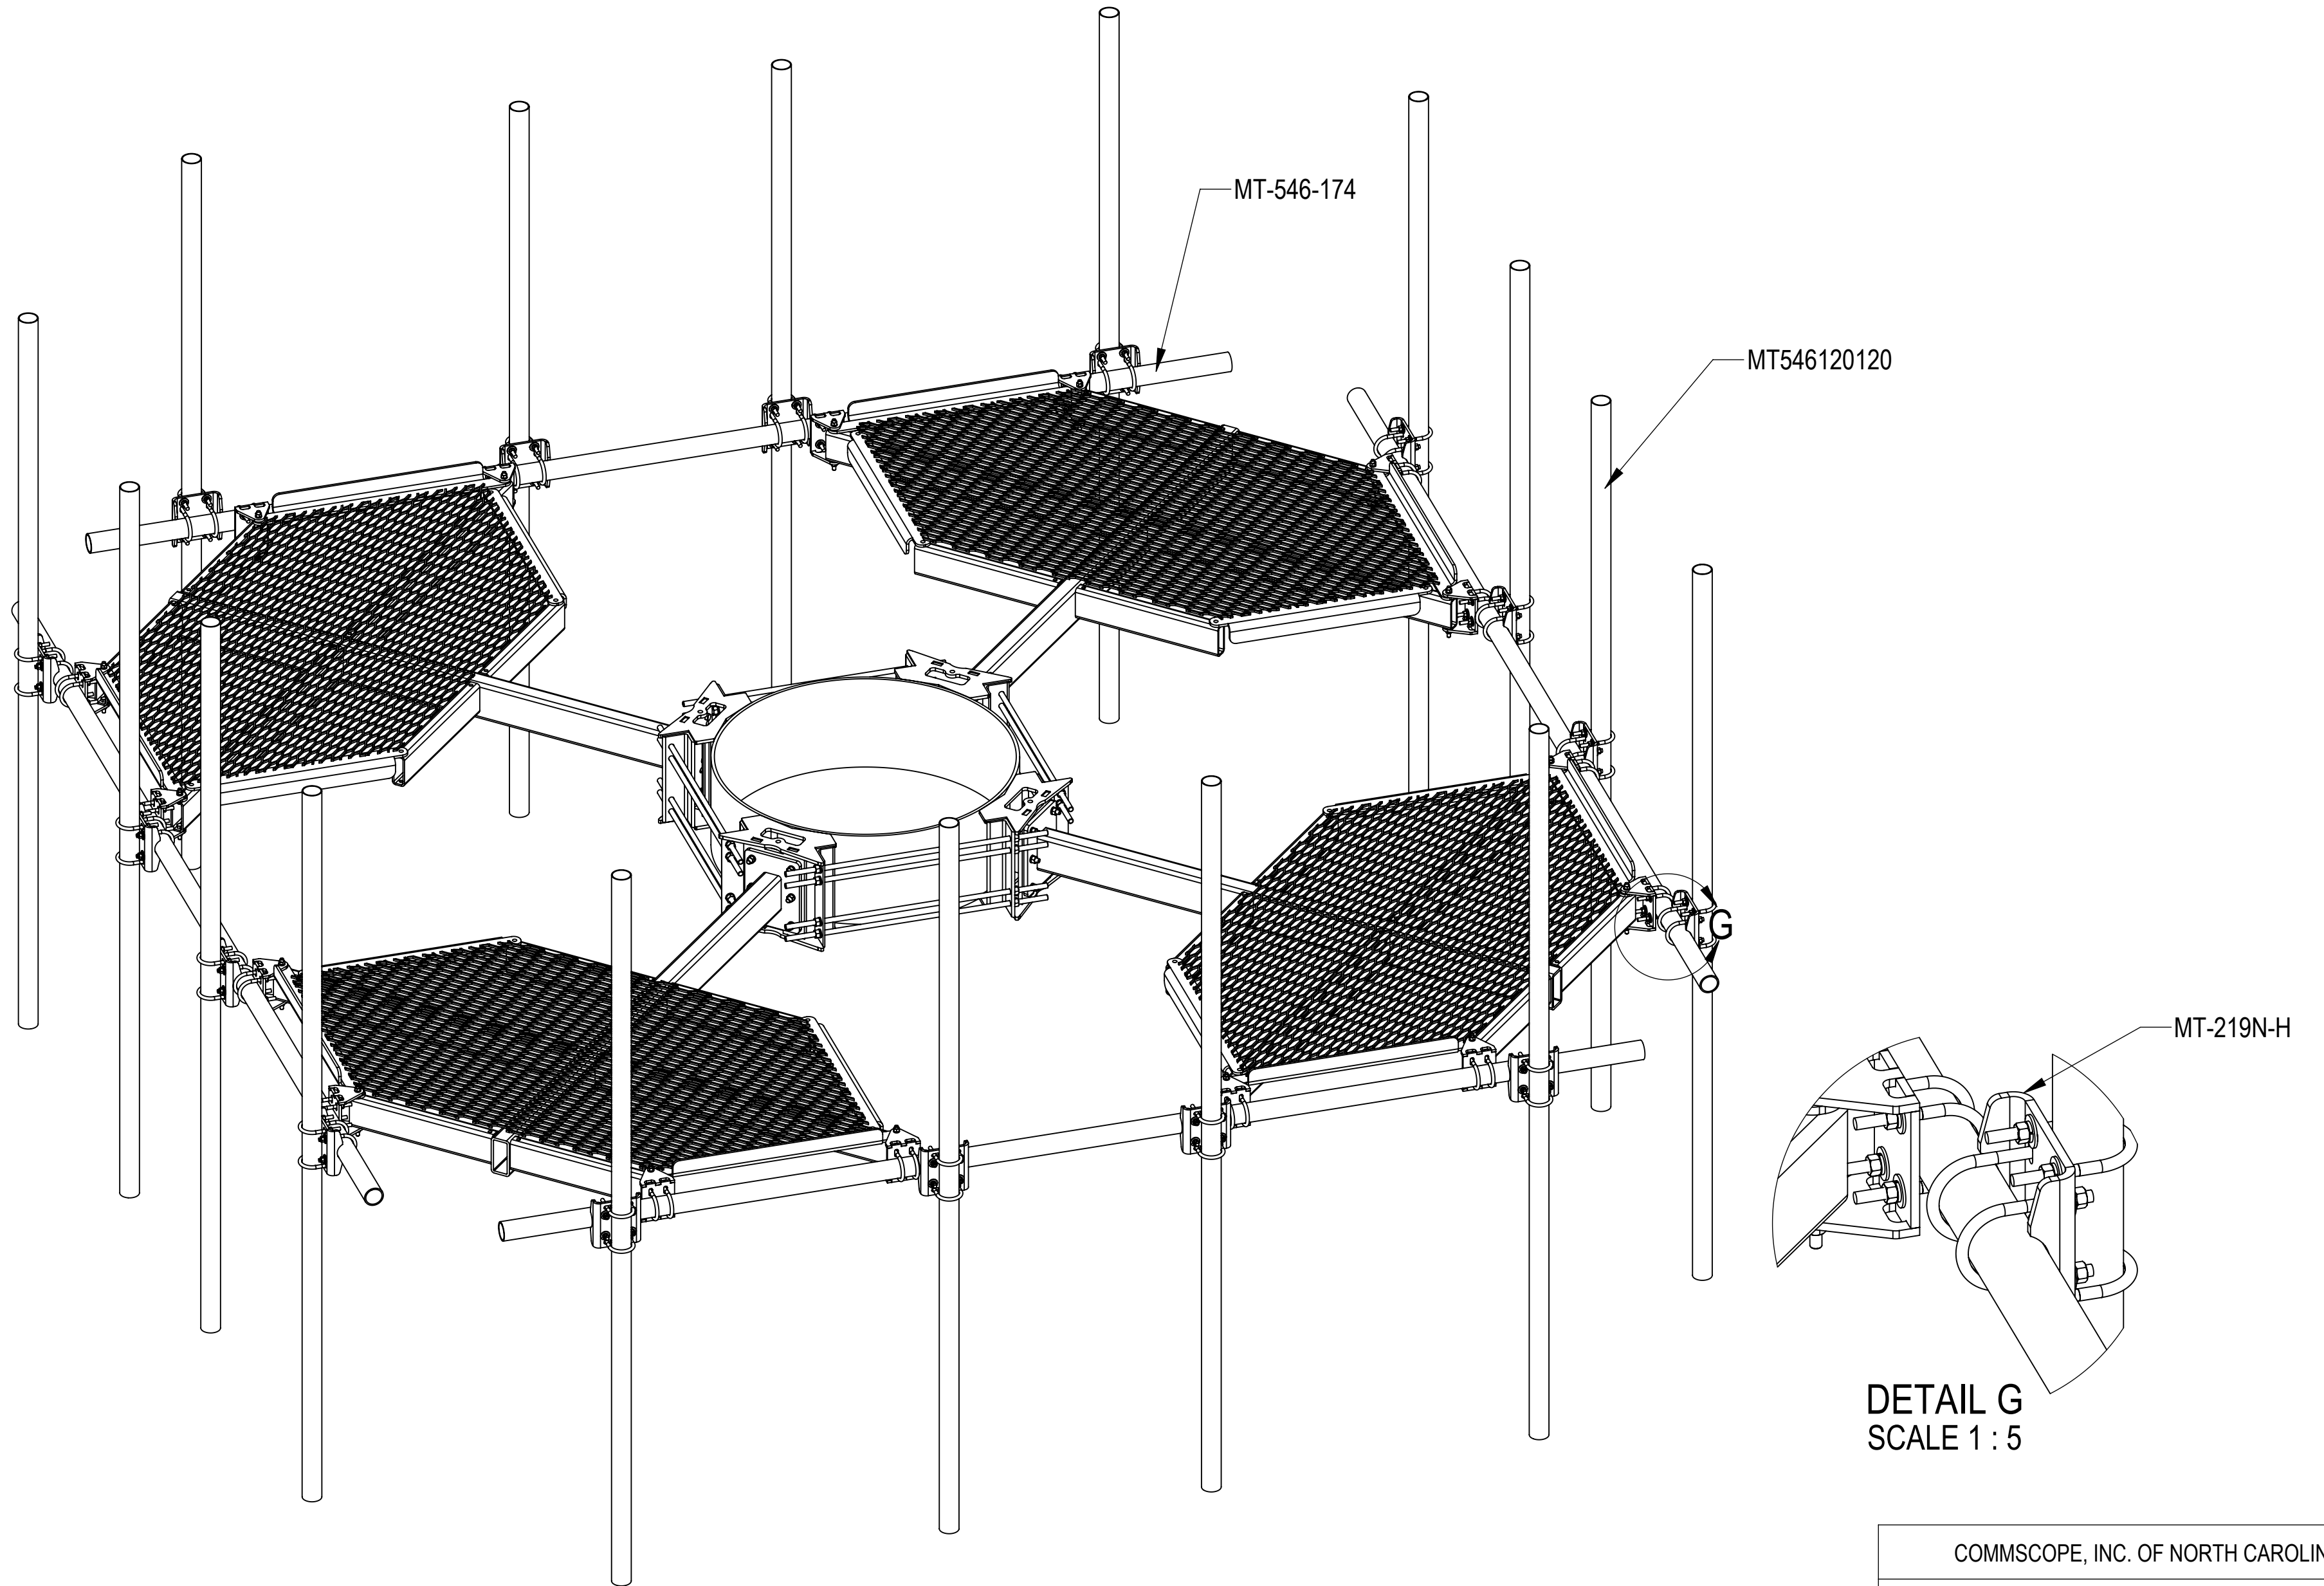 MT-546-174
MT546120120
G
MT-219N-H
DETAIL G
SCALE 1 : 5
COMMSCOPE, INC. OF NORTH CAROLIN